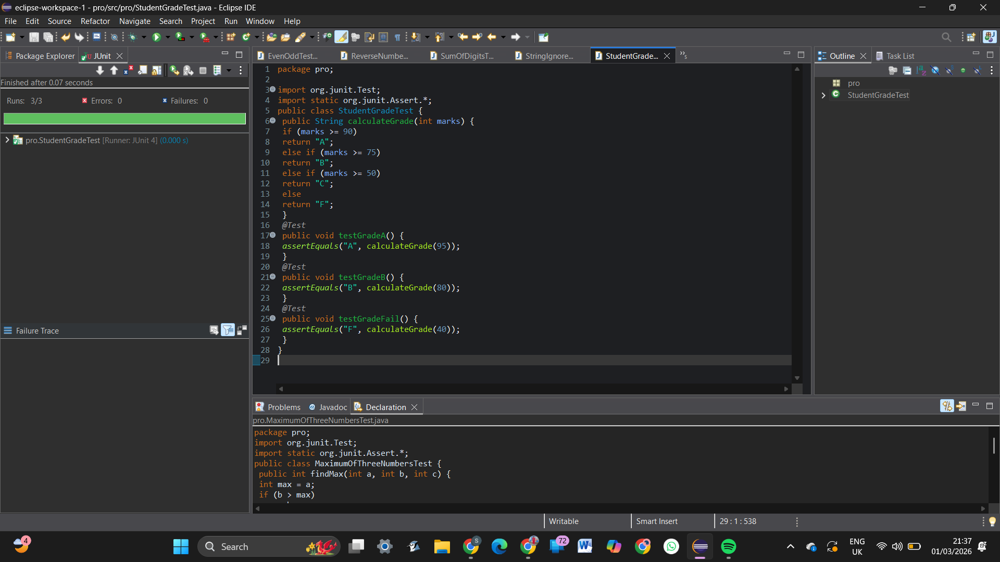 eclipse-workspace-1 - pro/src/pro/StudentGradeTest.java - Eclipse IDE
File Edit Source Refactor Navigate Search Project Run Window Help
Package Explorer
JUnit
Finished after 0.07 seconds
Runs: 3/3
Errors: 0
Failures: 0
pro.StudentGradeTest [Runner: JUnit 4] (0.000 s)
Failure Trace
EvenOddTest...
ReverseNumbe...
SumOfDigitsT...
StringIgnore...
StudentGrade...
»5
1 package pro;
2
3 import org.junit.Test;
4 import static org.junit.Assert.*;
5 public class StudentGradeTest {
6 public String calculateGrade(int marks) {
7 if (marks >= 90)
8 return "A";
9 else if (marks >= 75)
10 return "B";
11 else if (marks >= 50)
12 return "C";
13 else
14 return "F";
15 }
16 @Test
17 public void testGradeA() {
18 assertEquals("A", calculateGrade(95));
19 }
20 @Test
21 public void testGradeB() {
22 assertEquals("B", calculateGrade(80));
23 }
24 @Test
25 public void testGradeFail() {
26 assertEquals("F", calculateGrade(40));
27 }
28 }
29
Outline
Task List
pro
StudentGradeTest
Problems
Javadoc
Declaration
pro.MaximumOfThreeNumbersTest.java
package pro;
import org.junit.Test;
import static org.junit.Assert.*;
public class MaximumOfThreeNumbersTest {
public int findMax(int a, int b, int c) {
int max = a;
if (b > max)
Writable
Smart Insert
29 : 1 : 538
4
Search
S
72
ENG
UK
21:37
01/03/2026